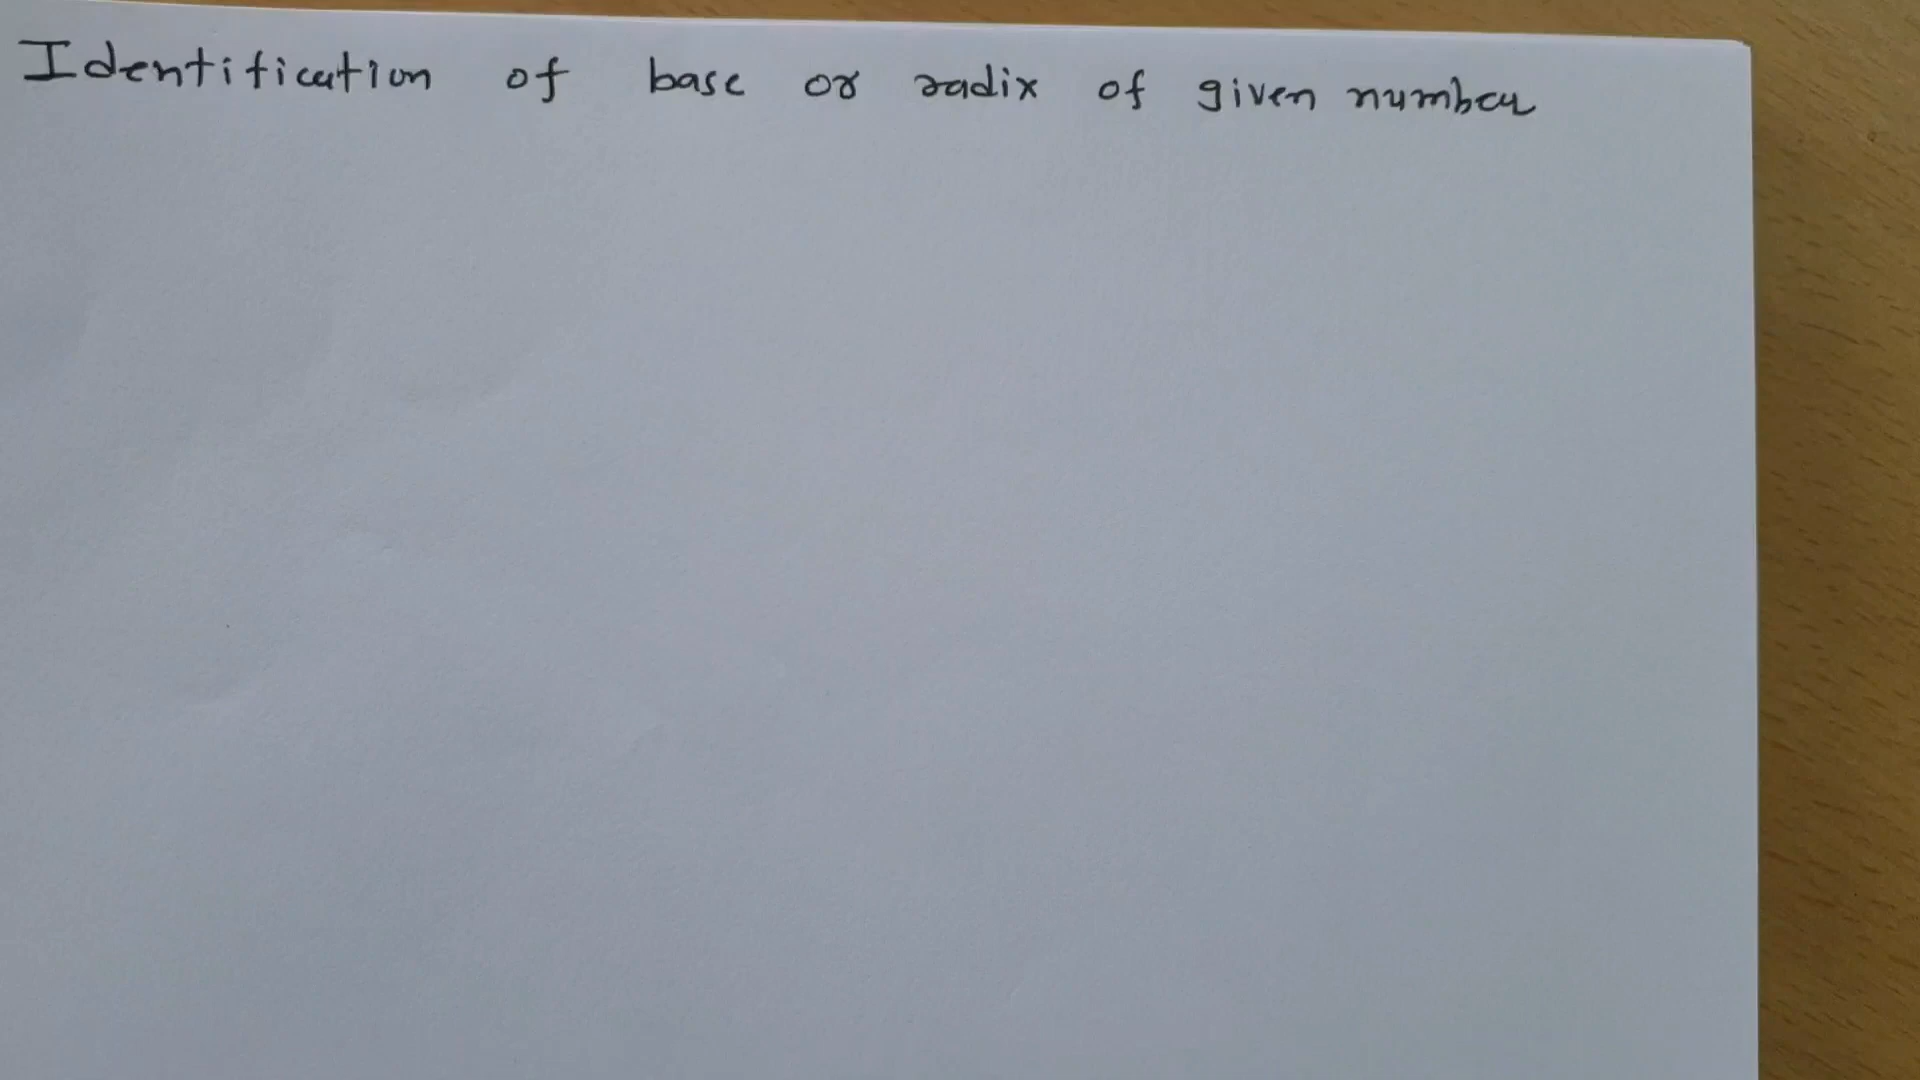 Identification of base or radix of given number